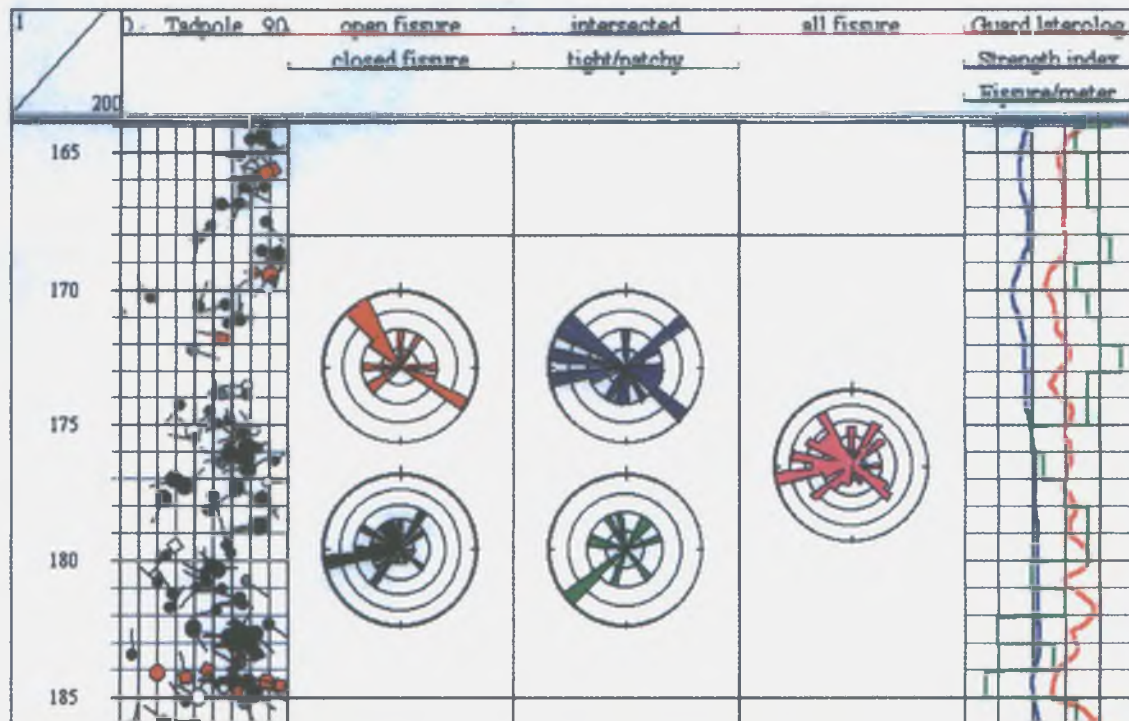 1
0 Tadpole 90 open fissure intersected all fissure Guard laterolog
closed fissure tight/patchy Strength index
200 Fissure/meter
165
170
175
180
185